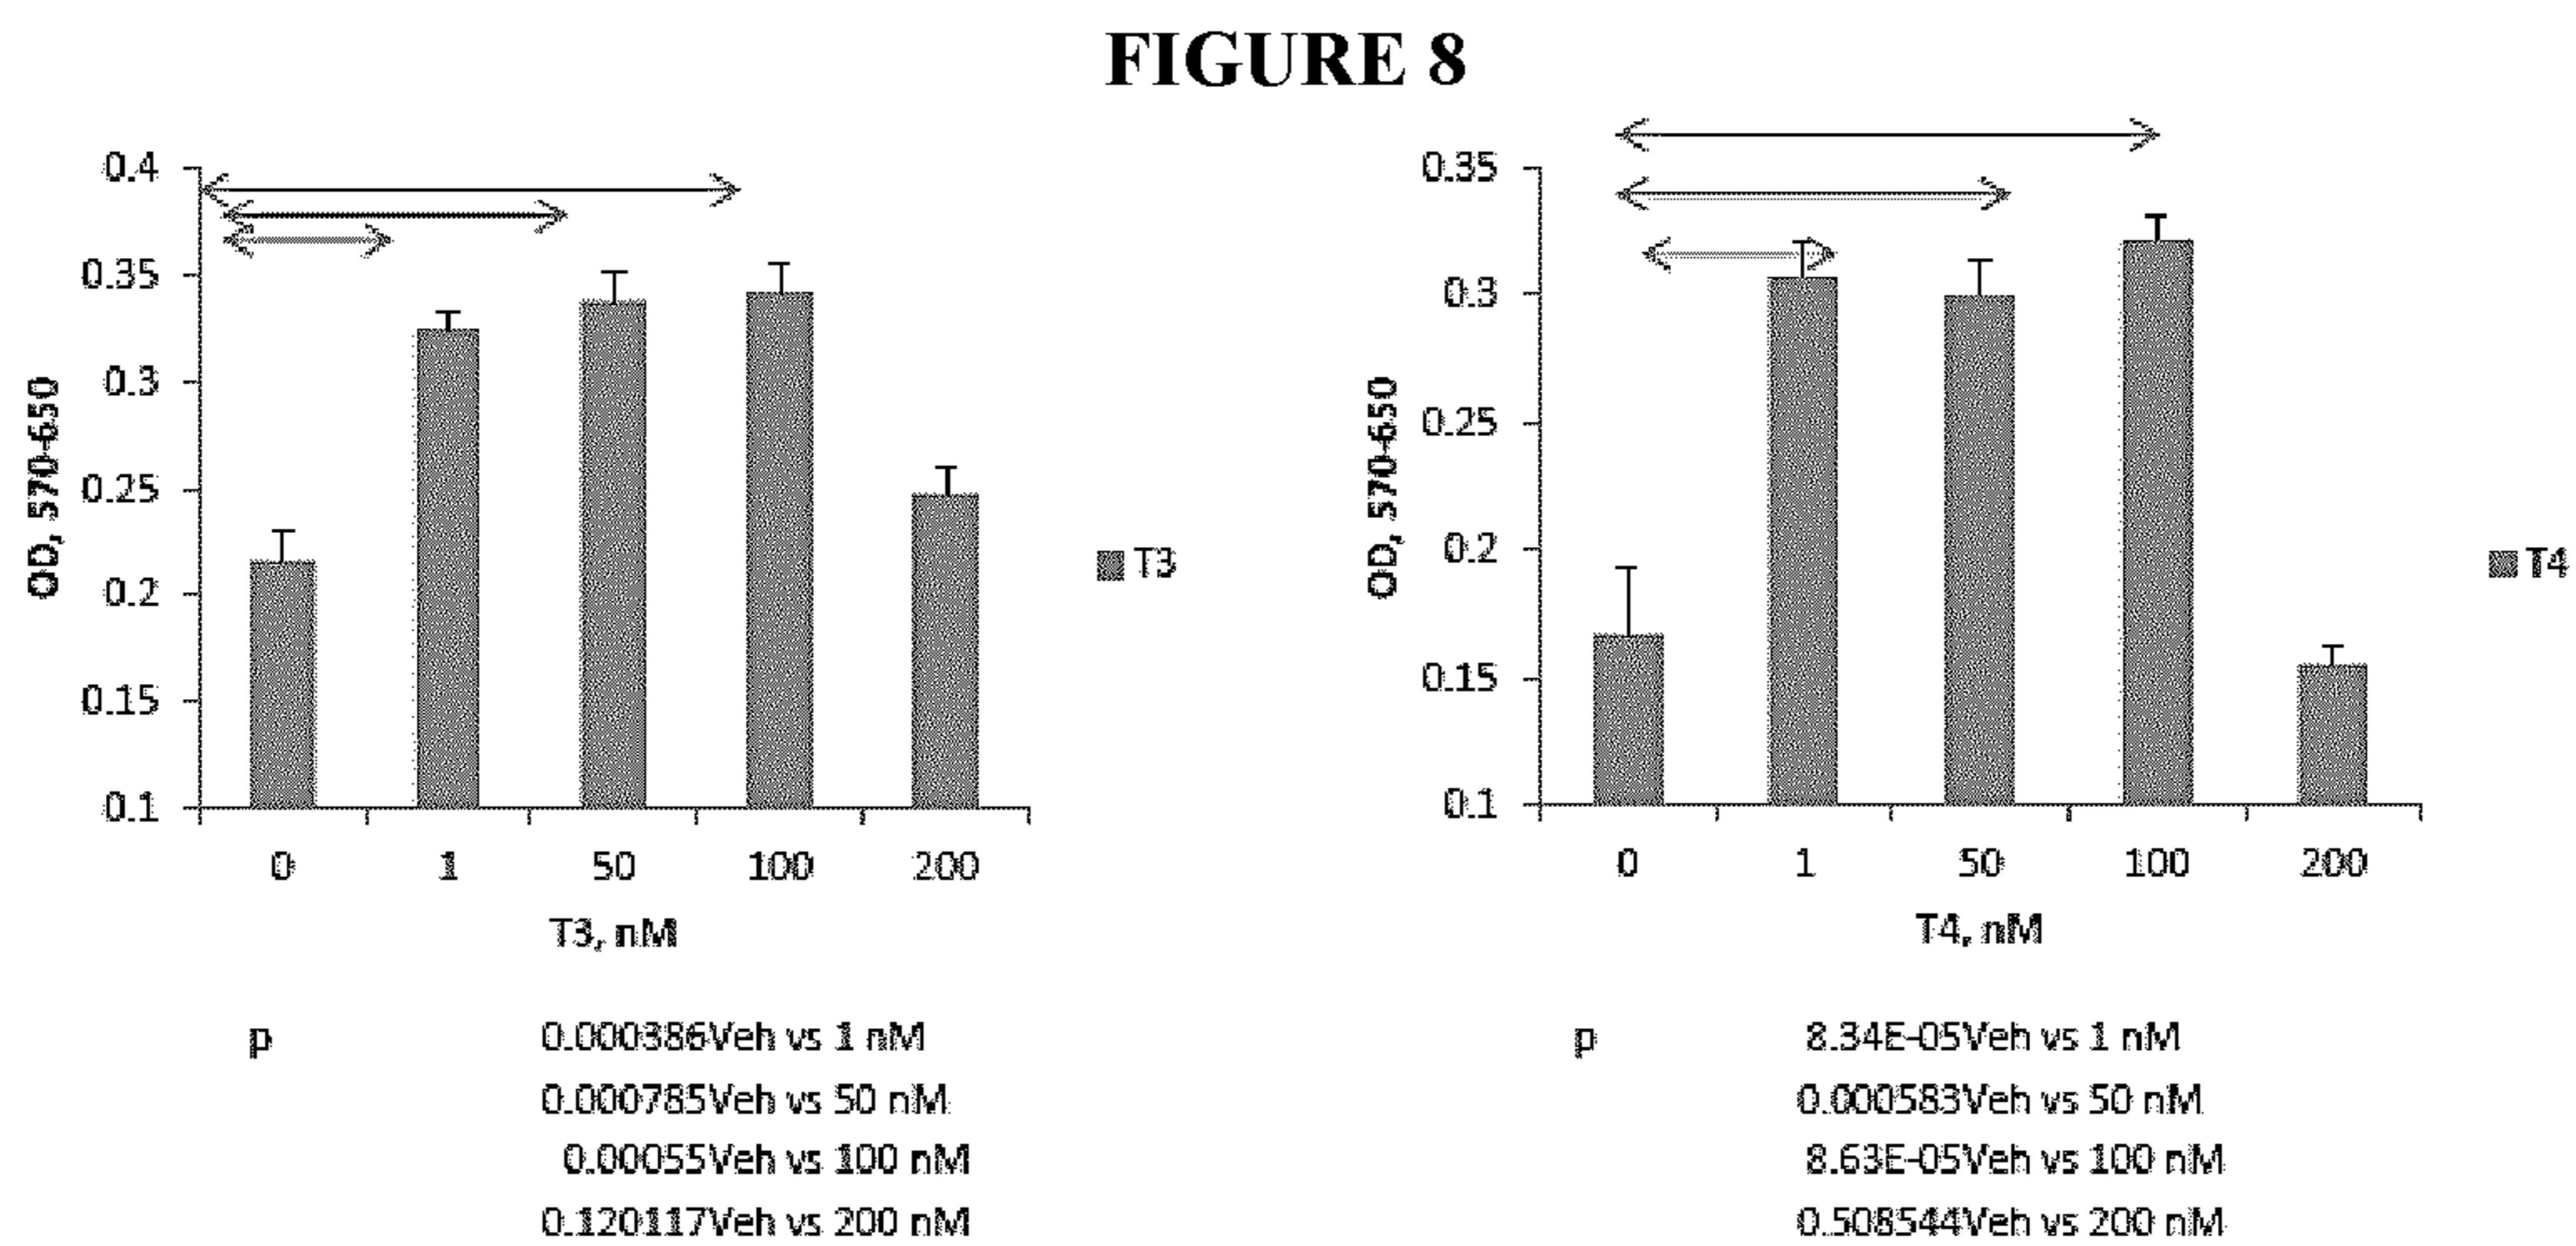 FIGURE 8
0.4
0.35
0.3
0.25
0.2
0.15
0.1
OD, 570-650
0 1 50 100 200
T3, nM
T3
p 0.000386Veh vs 1 nM
0.000785Veh vs 50 nM
0.00055Veh vs 100 nM
0.120117Veh vs 200 nM
0.35
0.3
0.25
0.2
0.15
0.1
OD, 570-650
0 1 50 100 200
T4, nM
T4
p 8.34E-05Veh vs 1 nM
0.000583Veh vs 50 nM
8.63E-05Veh vs 100 nM
0.508544Veh vs 200 nM